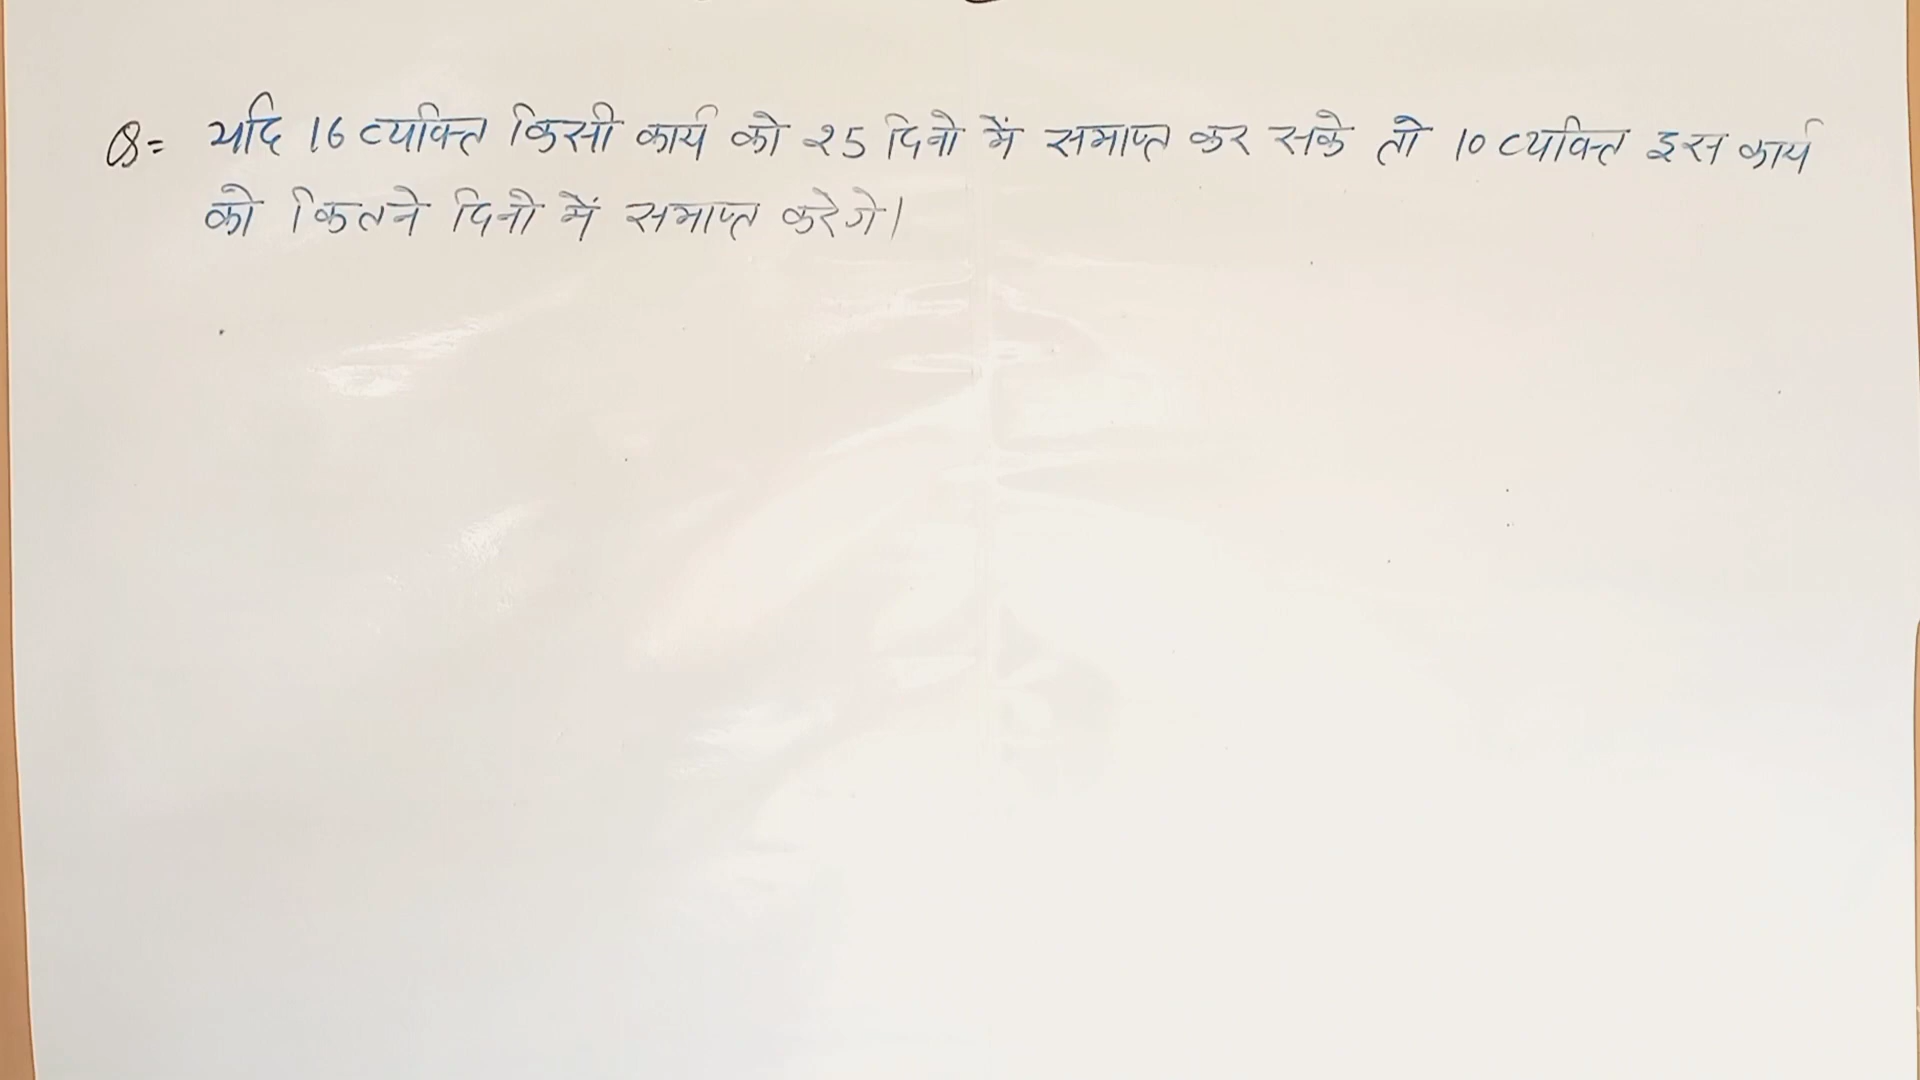 Q= यदि 16 व्यक्ति किसी कार्य को 25 दिनो में समाप्त कर सके तो 10 व्यक्ति इस कार्य
को कितने दिनो में समाप्त करेगे।